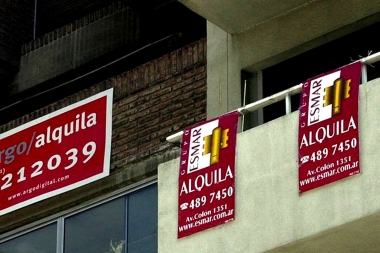 rgo/alquila
212039
www.argodigital.com
GRUPO
ESMAR
ALQUILA
489 7450
Av.Colon 1351
www.esmar.com.ar
GRUPO
ESMAR
ALQUILA
489 7450
Av.Colon 1351
www.esmar.com.ar